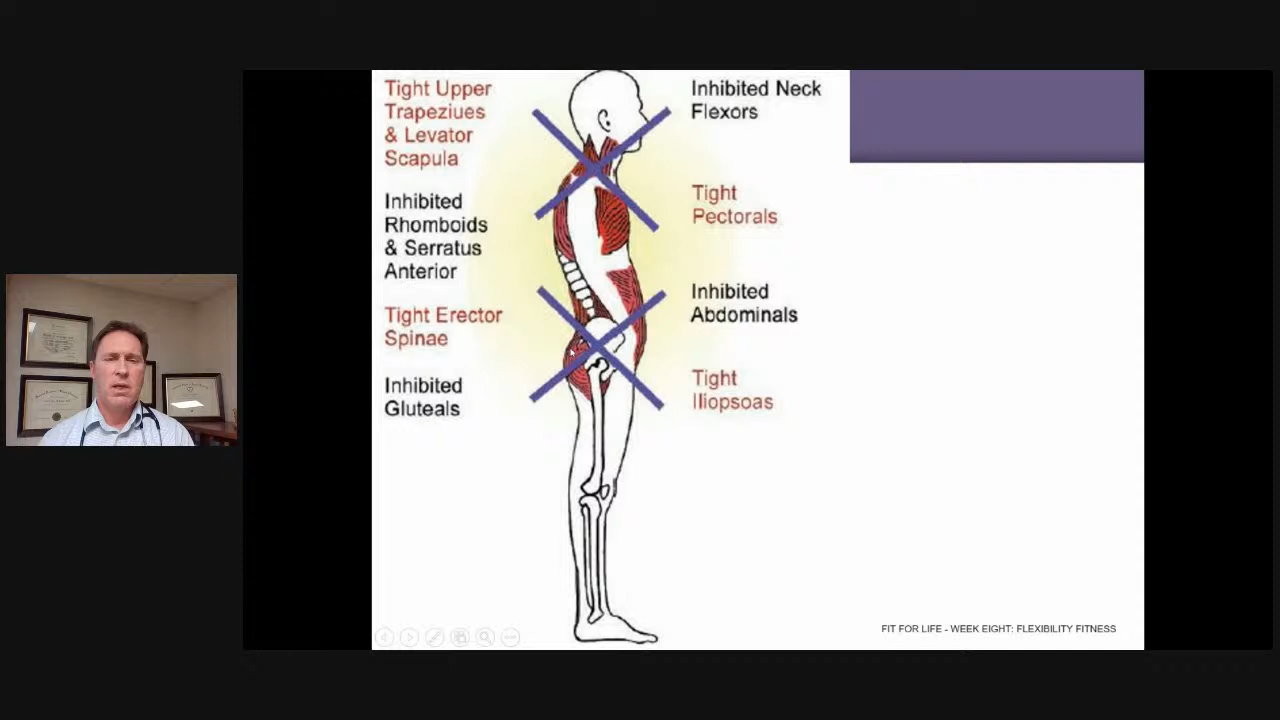 Tight Upper
Trapeziues
& Levator
Scapula
Inhibited
Rhomboids
& Serratus
Anterior
Tight Erector
Spinae
Inhibited
Gluteals
Inhibited Neck
Flexors
Tight
Pectorals
Inhibited
Abdominals
Tight
Iliopsoas
FIT FOR LIFE - WEEK EIGHT: FLEXIBILITY FITNESS